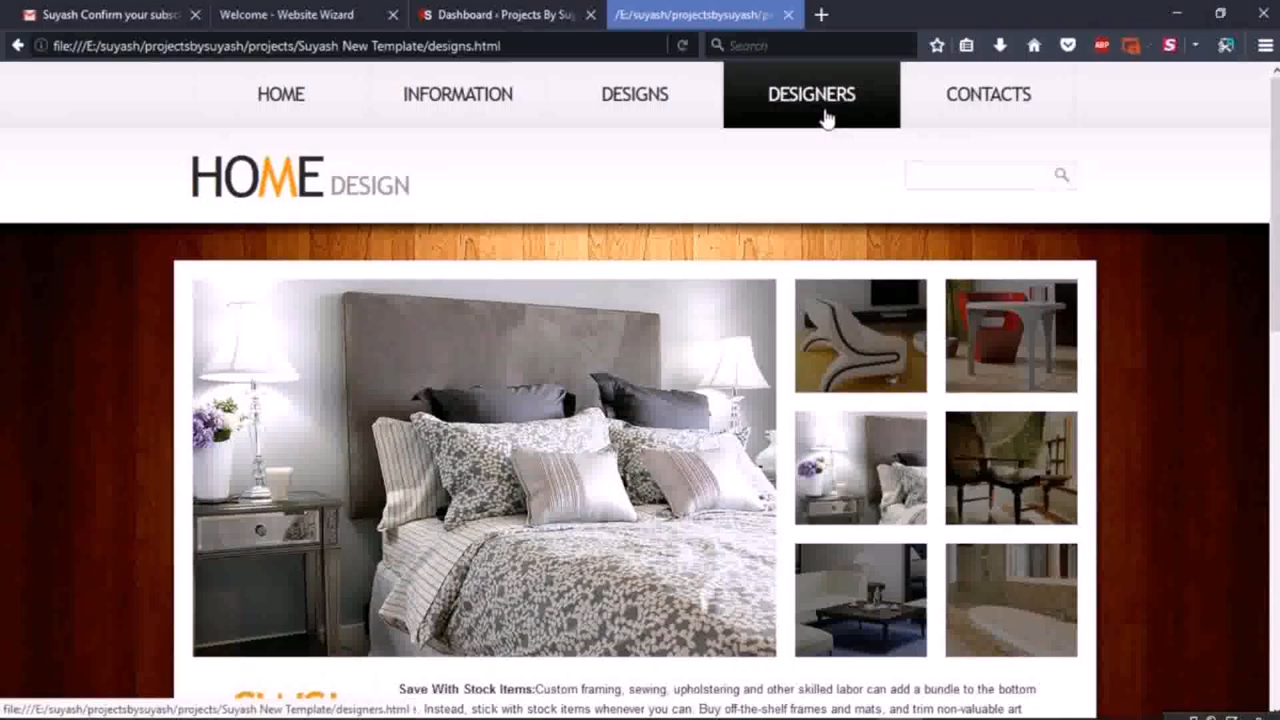 Suyash Confirm your subsc
Welcome - Website Wizard
Dashboard ‹ Projects By Su
/E:/suyash/projectsbysuyash/p
file:///E:/suyash/projectsbysuyash/projects/Suyash New Template/designs.html
Search
ABP
S
HOME
INFORMATION
DESIGNS
DESIGNERS
CONTACTS
HOME DESIGN
Save With Stock Items:Custom framing, sewing, upholstering and other skilled labor can add a bundle to the bottom
. Instead, stick with stock items whenever you can. Buy off-the-shelf frames and mats, and trim non-valuable art
file:///E:/suyash/projectsbysuyash/projects/Suyash New Template/designers.html